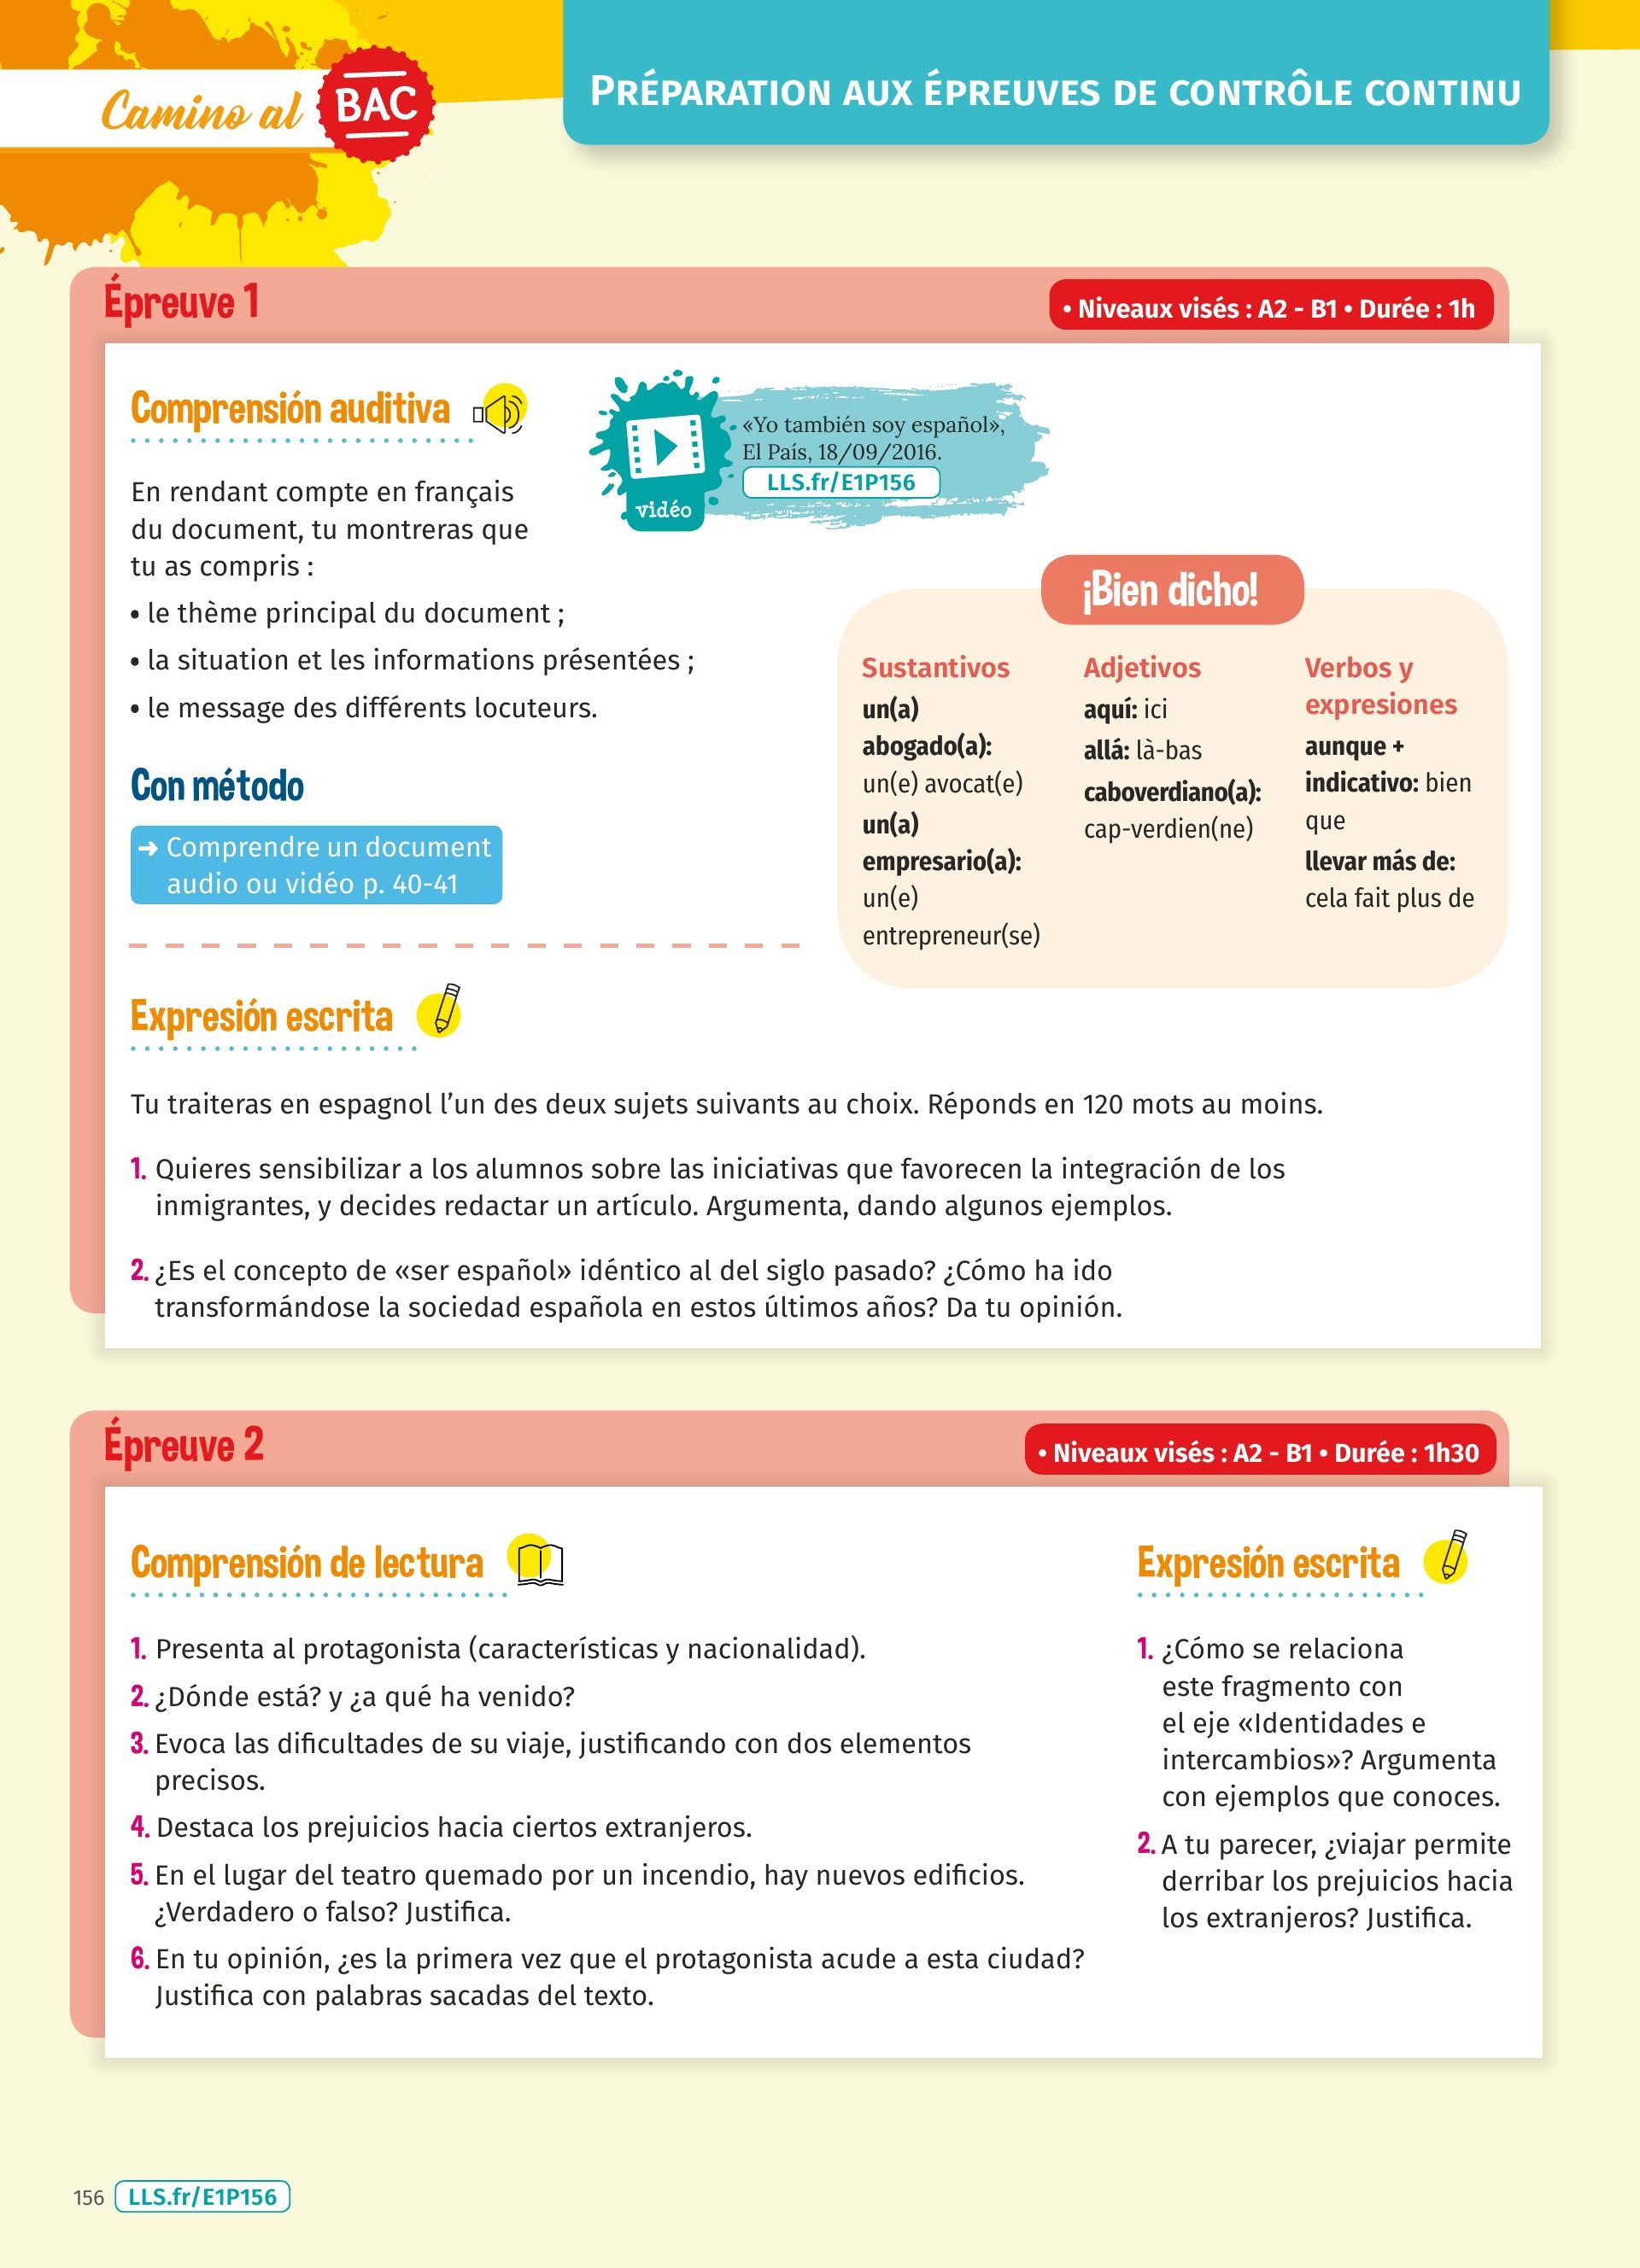 Camino al BAC
PRÉPARATION AUX ÉPREUVES DE CONTRÔLE CONTINU
Épreuve 1
• Niveaux visés : A2 - B1 • Durée : 1h
Comprensión auditiva
vidéo
«Yo también soy español»,
El País, 18/09/2016.
LLS.fr/E1P156
En rendant compte en français
du document, tu montreras que
tu as compris :
• le thème principal du document ;
• la situation et les informations présentées ;
• le message des différents locuteurs.
Con método
➜ Comprendre un document
audio ou vidéo p. 40-41
¡Bien dicho!
Sustantivos
un(a)
abogado(a):
un(e) avocat(e)
un(a)
empresario(a):
un(e)
entrepreneur(se)
Adjetivos
aquí: ici
allá: là-bas
caboverdiano(a):
cap-verdien(ne)
Verbos y
expresiones
aunque +
indicativo: bien
que
llevar más de:
cela fait plus de
Expresión escrita
Tu traiteras en espagnol l’un des deux sujets suivants au choix. Réponds en 120 mots au moins.
1. Quieres sensibilizar a los alumnos sobre las iniciativas que favorecen la integración de los
inmigrantes, y decides redactar un artículo. Argumenta, dando algunos ejemplos.
2. ¿Es el concepto de «ser español» idéntico al del siglo pasado? ¿Cómo ha ido
transformándose la sociedad española en estos últimos años? Da tu opinión.
Épreuve 2
• Niveaux visés : A2 - B1 • Durée : 1h30
Comprensión de lectura
1. Presenta al protagonista (características y nacionalidad).
2. ¿Dónde está? y ¿a qué ha venido?
3. Evoca las dificultades de su viaje, justificando con dos elementos
precisos.
4. Destaca los prejuicios hacia ciertos extranjeros.
5. En el lugar del teatro quemado por un incendio, hay nuevos edificios.
¿Verdadero o falso? Justifica.
6. En tu opinión, ¿es la primera vez que el protagonista acude a esta ciudad?
Justifica con palabras sacadas del texto.
Expresión escrita
1. ¿Cómo se relaciona
este fragmento con
el eje «Identidades e
intercambios»? Argumenta
con ejemplos que conoces.
2. A tu parecer, ¿viajar permite
derribar los prejuicios hacia
los extranjeros? Justifica.
156 LLS.fr/E1P156